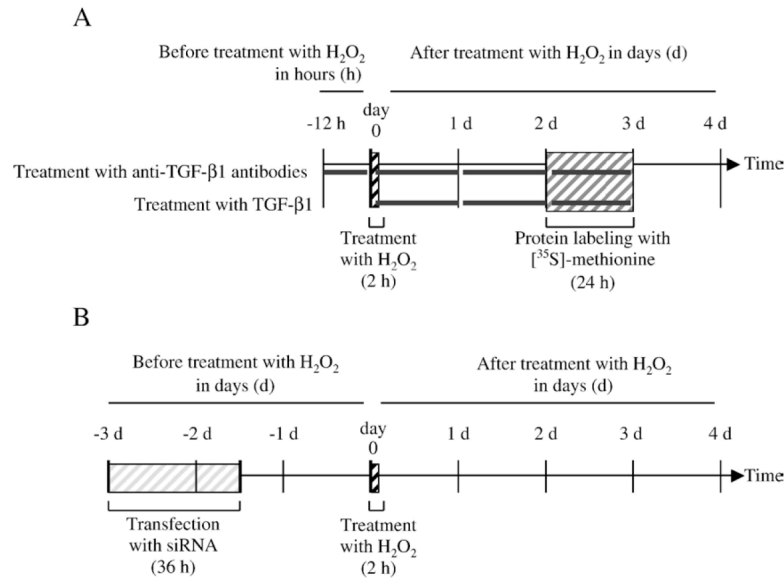 A
Before treatment with H₂O₂
in hours (h)
After treatment with H₂O₂ in days (d)
-12 h
day
0
1 d
2 d
3 d
4 d
Time
Treatment with anti-TGF-β1 antibodies
Treatment with TGF-β1
Treatment
with H₂O₂
(2 h)
Protein labeling with
[³⁵S]-methionine
(24 h)
B
Before treatment with H₂O₂
in days (d)
After treatment with H₂O₂
in days (d)
-3 d
-2 d
-1 d
day
0
1 d
2 d
3 d
4 d
Time
Transfection
with siRNA
(36 h)
Treatment
with H₂O₂
(2 h)